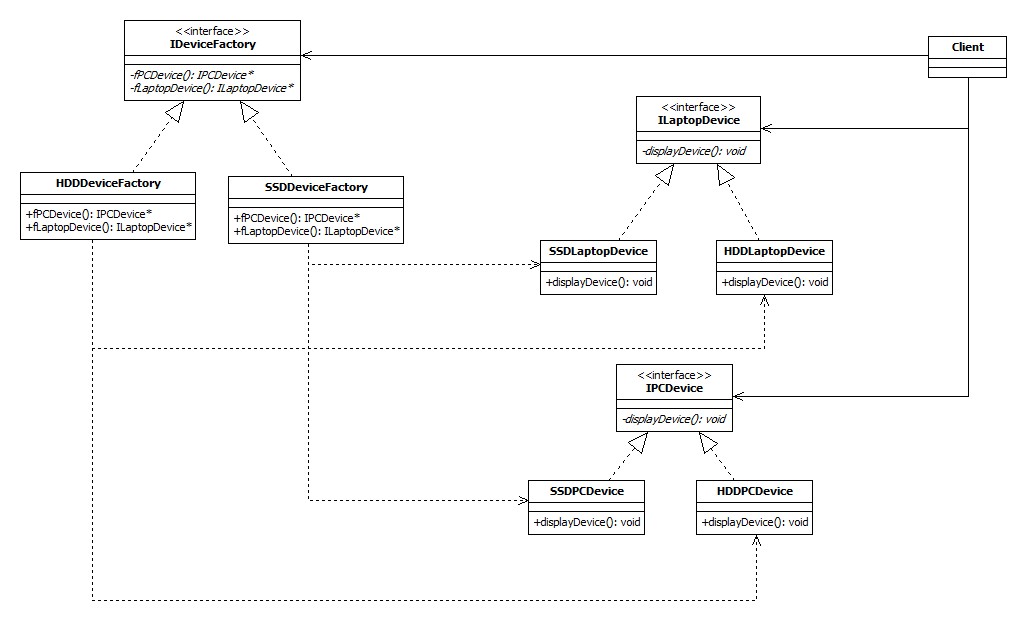 <<interface>>
IDeviceFactory
-fPCDevice(): IPCDevice*
-fLaptopDevice(): ILaptopDevice*
Client
<<interface>>
ILaptopDevice
-displayDevice(): void
HDDDeviceFactory
+fPCDevice(): IPCDevice*
+fLaptopDevice(): ILaptopDevice*
SSDDeviceFactory
+fPCDevice(): IPCDevice*
+fLaptopDevice(): ILaptopDevice*
SSDLaptopDevice
+displayDevice(): void
HDDLaptopDevice
+displayDevice(): void
<<interface>>
IPCDevice
-displayDevice(): void
SSDPCDevice
+displayDevice(): void
HDDPCDevice
+displayDevice(): void